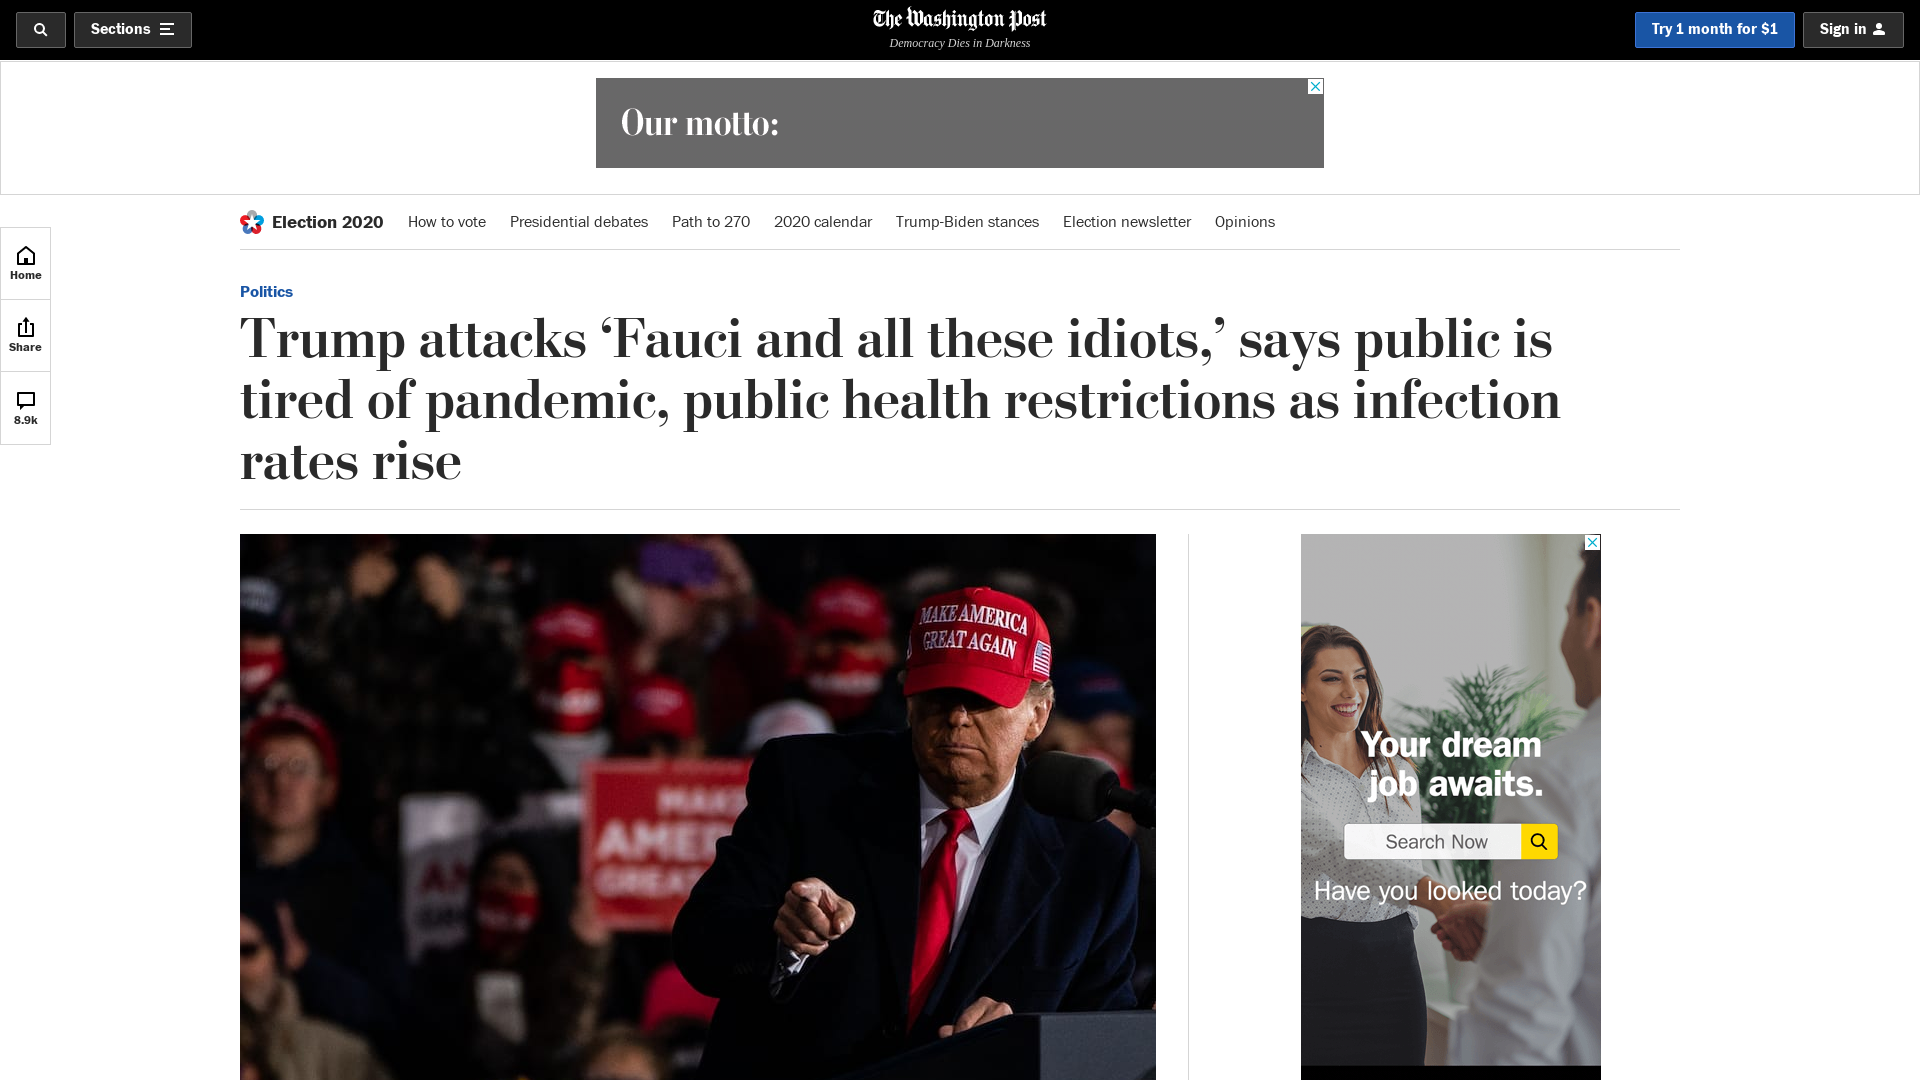 Sections
The Washington Post
Democracy Dies in Darkness
Try 1 month for $1
Sign in
Our motto:
Election 2020
How to vote
Presidential debates
Path to 270
2020 calendar
Trump-Biden stances
Election newsletter
Opinions
Home
Share
8.9k
Politics
Trump attacks ‘Fauci and all these idiots,’ says public is
tired of pandemic, public health restrictions as infection
rates rise
MAKE AMERICA
GREAT AGAIN
MAKE
AMERI
GREAT
Your dream
job awaits.
Search Now
Have you looked today?